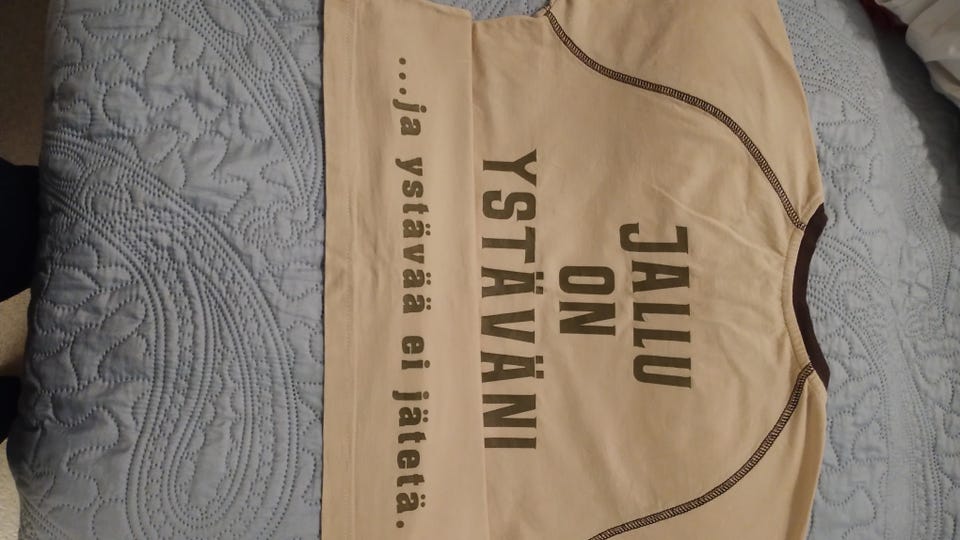 JALLU
ON
YSTÄVÄNI
...ja ystävää ei jätetä.